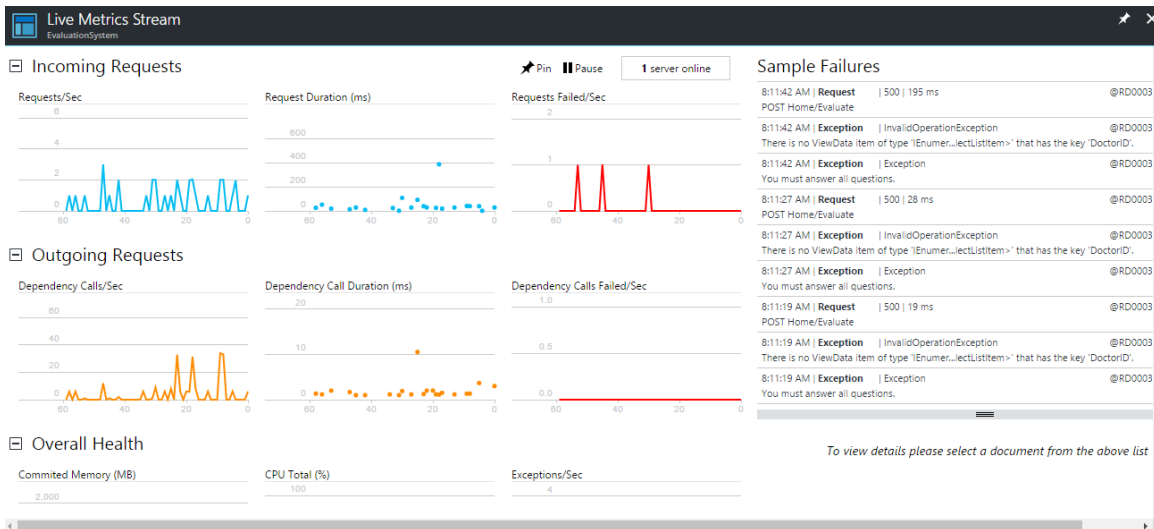 Live Metrics Stream
EvaluationSystem
Incoming Requests
Pin Pause 1 server online
Requests/Sec
6
4
2
0
60 40 20 0
Request Duration (ms)
600
400
200
0
60 40 20 0
Requests Failed/Sec
2
1
0
60 40 20 0
Outgoing Requests
Dependency Calls/Sec
60
40
20
0
60 40 20 0
Dependency Call Duration (ms)
20
10
0
60 40 20 0
Dependency Calls Failed/Sec
1.0
0.5
0.0
60 40 20 0
Overall Health
Commited Memory (MB)
2,000
CPU Total (%)
100
Exceptions/Sec
4
Sample Failures
8:11:42 AM | Request | 500 | 195 ms @RD0003
POST Home/Evaluate
8:11:42 AM | Exception | InvalidOperationException @RD0003
There is no ViewData item of type 'IEnumer...lectListItem>' that has the key 'DoctorID'.
8:11:42 AM | Exception | Exception @RD0003
You must answer all questions.
8:11:27 AM | Request | 500 | 28 ms @RD0003
POST Home/Evaluate
8:11:27 AM | Exception | InvalidOperationException @RD0003
There is no ViewData item of type 'IEnumer...lectListItem>' that has the key 'DoctorID'.
8:11:27 AM | Exception | Exception @RD0003
You must answer all questions.
8:11:19 AM | Request | 500 | 19 ms @RD0003
POST Home/Evaluate
8:11:19 AM | Exception | InvalidOperationException @RD0003
There is no ViewData item of type 'IEnumer...lectListItem>' that has the key 'DoctorID'.
8:11:19 AM | Exception | Exception @RD0003
You must answer all questions.
To view details please select a document from the above list